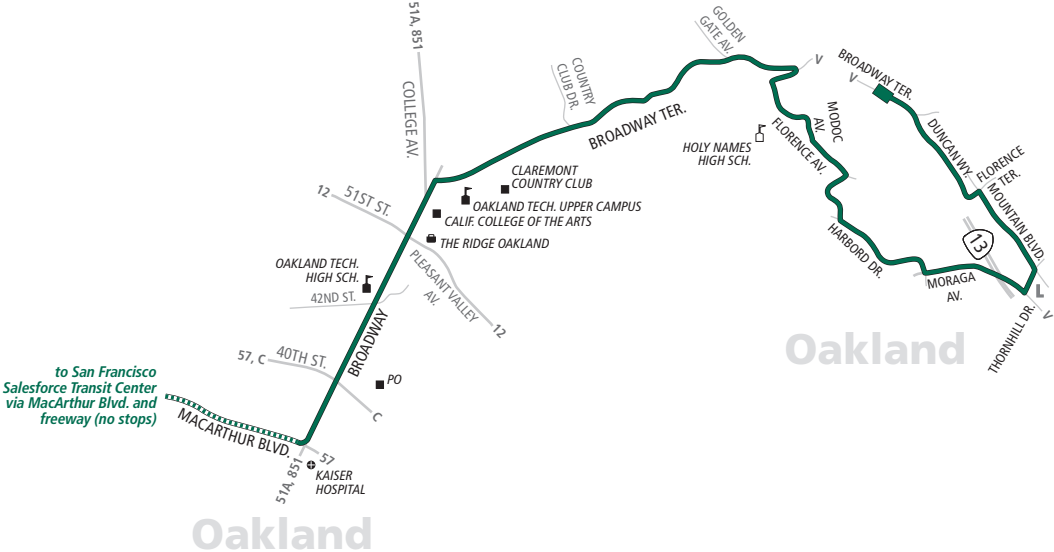 51A, 851
COLLEGE AV.
GOLDEN
GATE AV.
COUNTRY
CLUB DR.
BROADWAY TER.
V
V
BROADWAY TER.
MODOC
AV.
HOLY NAMES
HIGH SCH.
FLORENCE AV.
DUNCAN WY.
FLORENCE
TER.
MOUNTAIN BLVD.
CLAREMONT
COUNTRY CLUB
OAKLAND TECH. UPPER CAMPUS
CALIF. COLLEGE OF THE ARTS
THE RIDGE OAKLAND
12
51ST ST.
PLEASANT VALLEY
AV.
12
OAKLAND TECH.
HIGH SCH.
42ND ST.
HARBORD DR.
13
MORAGA
AV.
L
V
THORNHILL DR.
Oakland
BROADWAY
57, C
40TH ST.
PO
C
to San Francisco
Salesforce Transit Center
via MacArthur Blvd. and
freeway (no stops)
MACARTHUR BLVD.
57
51A, 851
KAISER
HOSPITAL
Oakland